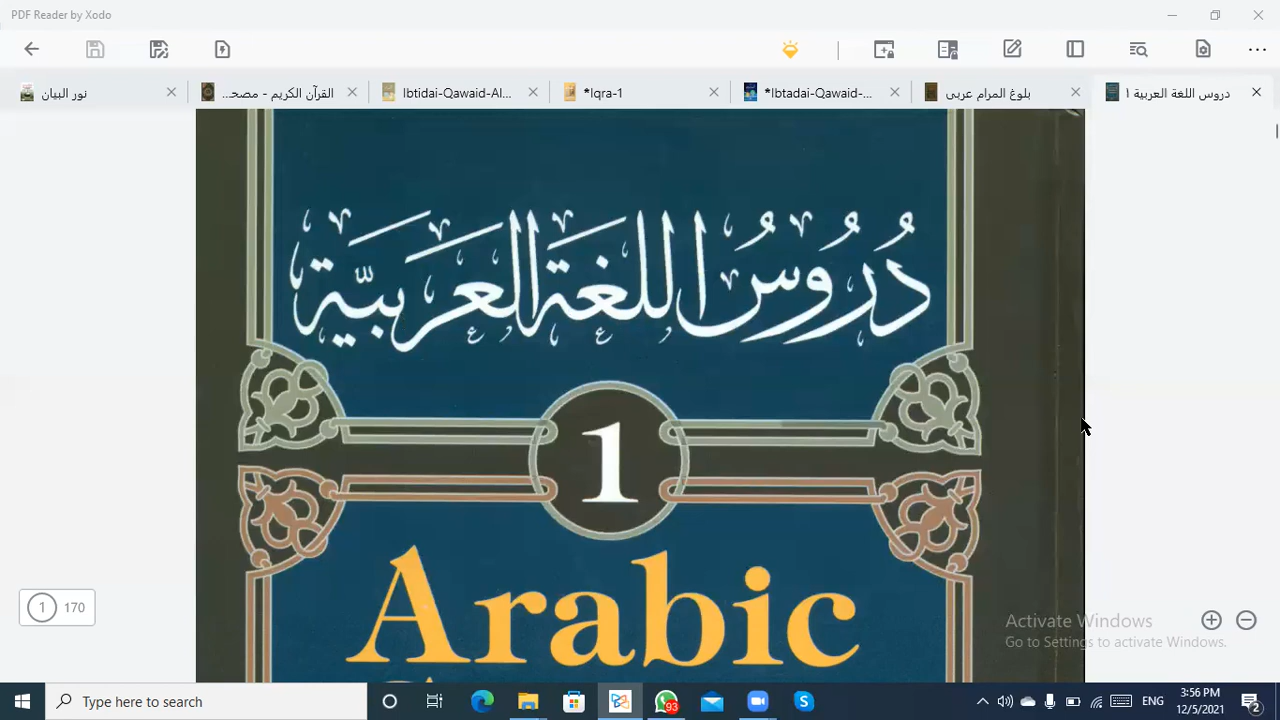 PDF Reader by Xodo
نور البيان
القرآن الكريم - مصحـ...
Ibtidai-Qawaid-Al...
*Iqra-1
*Ibtadai-Qawaid-...
بلوغ المرام عربی
دروس اللغة العربية ١
دُرُوسُ اللُّغَةِ العَرَبِيَّةِ
1
Arabic
1 170
Activate Windows
Go to Settings to activate Windows.
Type here to search
93
ENG
3:56 PM
12/5/2021
2